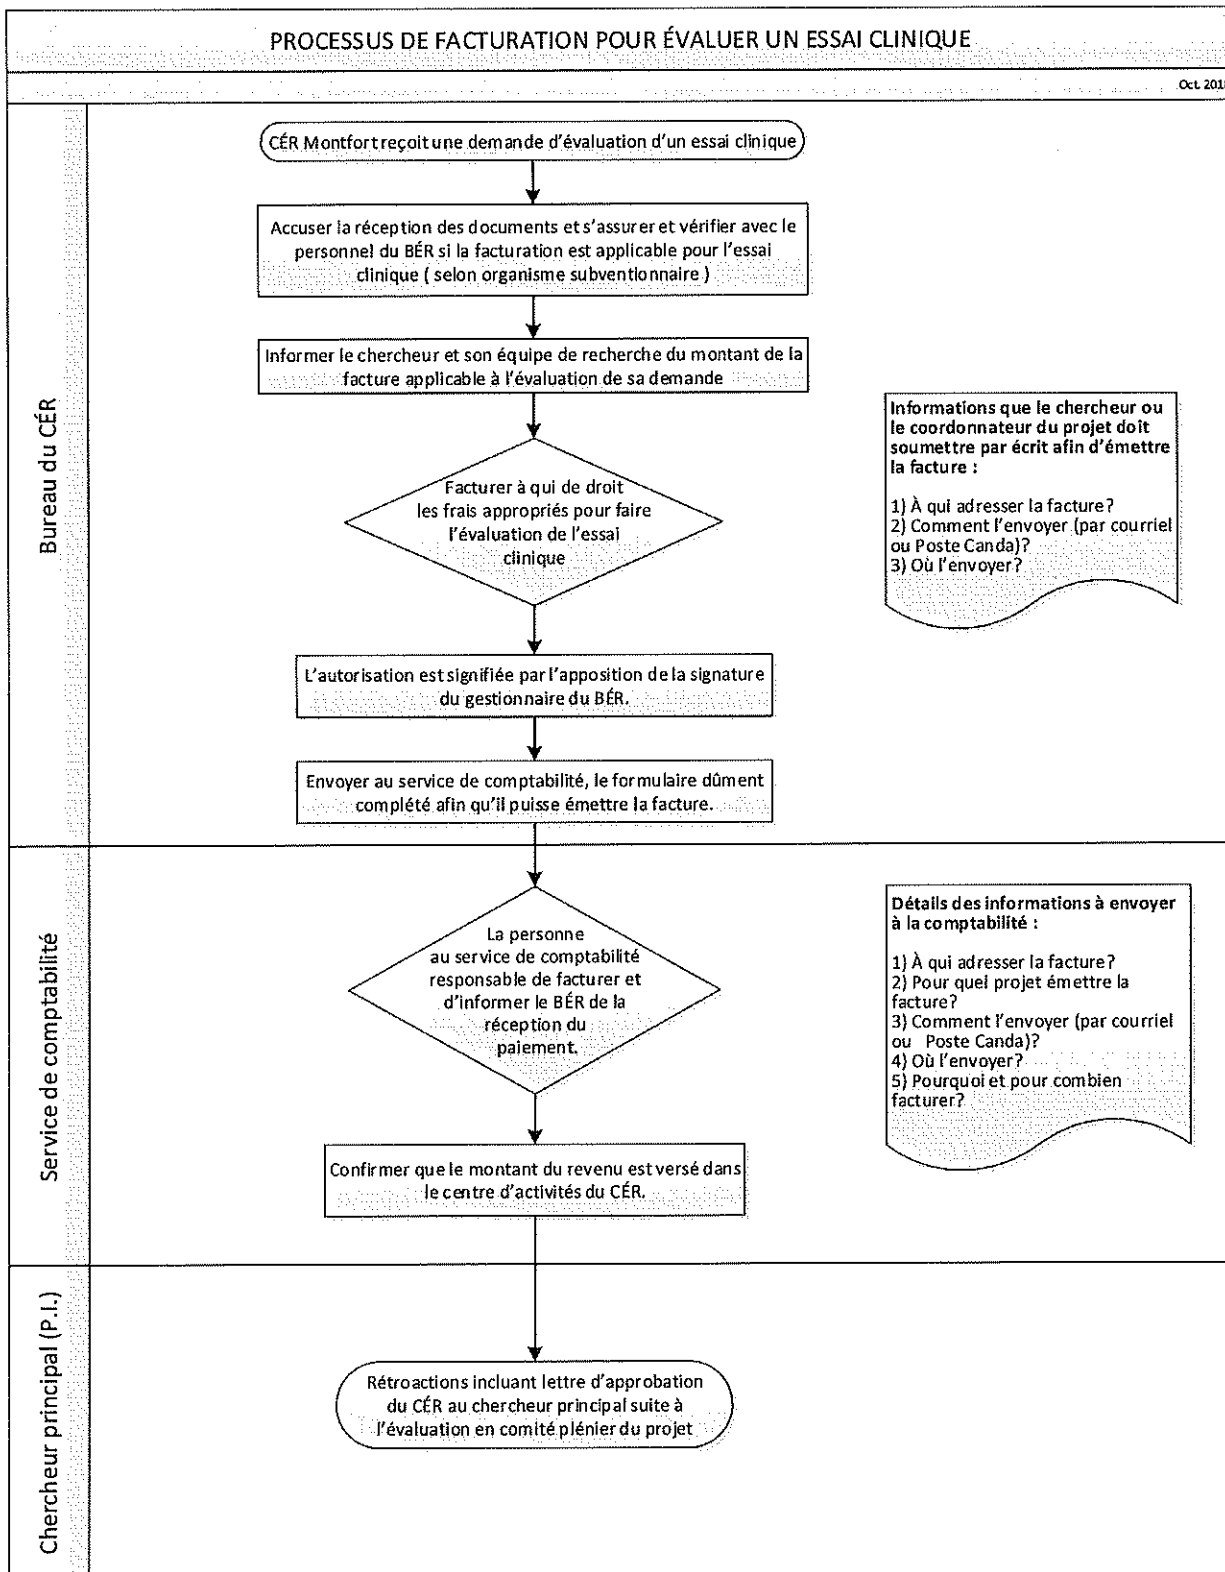 PROCESSUS DE FACTURATION POUR ÉVALUER UN ESSAI CLINIQUE
Bureau du CÉR
CÉR Montfort reçoit une demande d'évaluation d'un essai clinique
Accuser la réception des documents et s'assurer et vérifier avec le
personnel du BÉR si la facturation est applicable pour l'essai
clinique ( selon organisme subventionnaire )
Informer le chercheur et son équipe de recherche du montant de la
facture applicable à l'évaluation de sa demande
Facturer à qui de droit
les frais appropriés pour faire
l'évaluation de l'essai
clinique
Informations que le chercheur ou
le coordonnateur du projet doit
soumettre par écrit afin d'émettre
la facture :
1) À qui adresser la facture?
2) Comment l'envoyer (par courriel
ou Poste Canda)?
3) Où l'envoyer?
L'autorisation est signifiée par l'apposition de la signature
du gestionnaire du BÉR.
Envoyer au service de comptabilité, le formulaire dûment
complété afin qu'il puisse émettre la facture.
Service de comptabilité
La personne
au service de comptabilité
responsable de facturer et
d'informer le BÉR de la
réception du
paiement.
Détails des informations à envoyer
à la comptabilité :
1) À qui adresser la facture?
2) Pour quel projet émettre la
facture?
3) Comment l'envoyer (par courriel
ou Poste Canda)?
4) Où l'envoyer?
5) Pourquoi et pour combien
facturer?
Confirmer que le montant du revenu est versé dans
le centre d'activités du CÉR.
Chercheur principal (P.I.)
Rétroactions incluant lettre d'approbation
du CÉR au chercheur principal suite à
l'évaluation en comité plénier du projet
Oct.